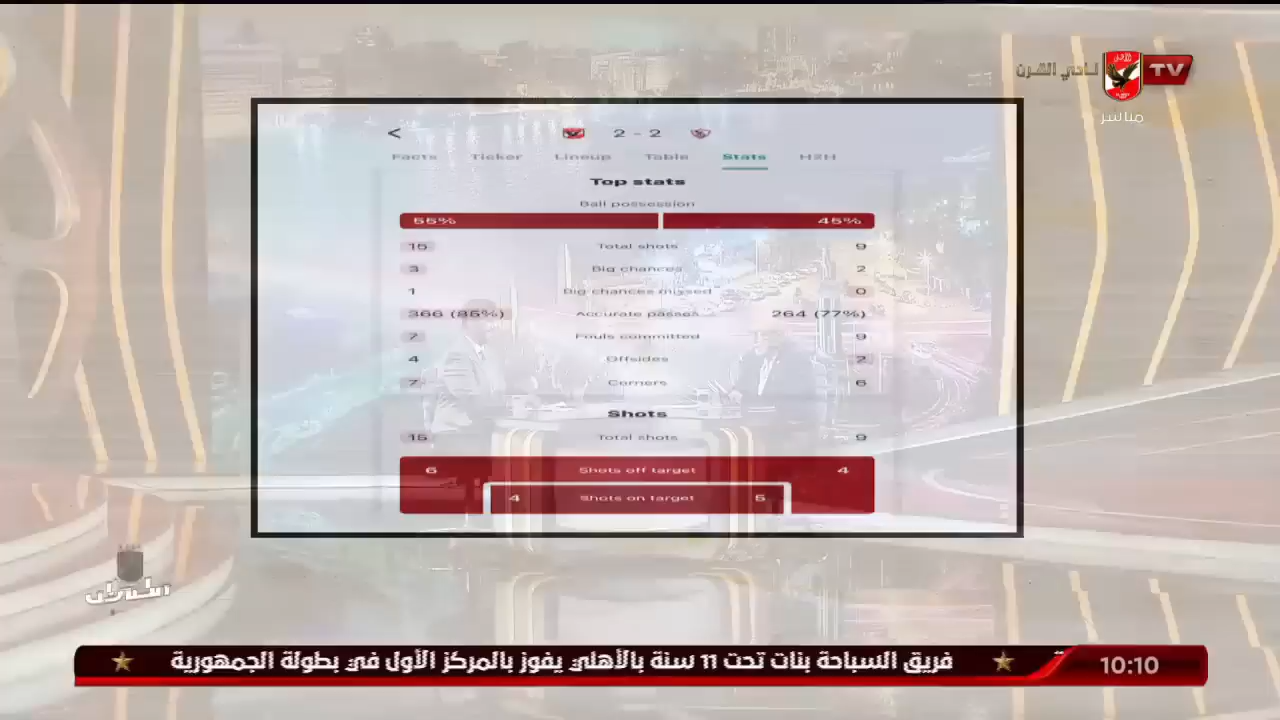 نادي القرن
TV
مباشر
<
2 - 2
Facts Ticker Lineup Table Stats H2H
Top stats
Ball possession
55% 45%
15 Total shots 9
3 Big chances 2
1 Big chances missed 0
366 (85%) Accurate passes 264 (77%)
7 Fouls committed 9
4 Offsides 2
7 Corners 6
Shots
15 Total shots 9
6 Shots off target 4
4 Shots on target 5
فريق السباحة بنات تحت 11 سنة بالأهلي يفوز بالمركز الأول في بطولة الجمهورية
10:10